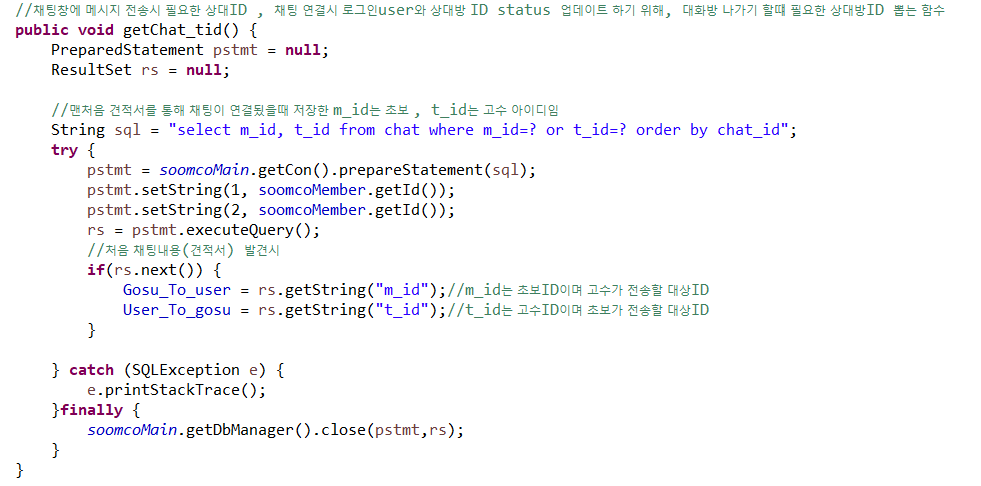 //채팅창에 메시지 전송시 필요한 상대ID , 채팅 연결시 로그인user와 상대방 ID status 업데이트 하기 위해, 대화방 나가기 할떄 필요한 상대방ID 뽑는 함수
public void getChat_tid() {
    PreparedStatement pstmt = null;
    ResultSet rs = null;

    //맨처음 견적서를 통해 채팅이 연결됬을때 저장한 m_id는 초보 , t_id는 고수 아이디임
    String sql = "select m_id, t_id from chat where m_id=? or t_id=? order by chat_id";
    try {
        pstmt = soomcoMain.getCon().prepareStatement(sql);
        pstmt.setString(1, soomcoMember.getId());
        pstmt.setString(2, soomcoMember.getId());
        rs = pstmt.executeQuery();
        //처음 채팅내용(견적서) 발견시
        if(rs.next()) {
            Gosu_To_user = rs.getString("m_id");//m_id는 초보ID이며 고수가 전송할 대상ID
            User_To_gosu = rs.getString("t_id");//t_id는 고수ID이며 초보가 전송할 대상ID
        }

    } catch (SQLException e) {
        e.printStackTrace();
    }finally {
        soomcoMain.getDbManager().close(pstmt,rs);
    }
}